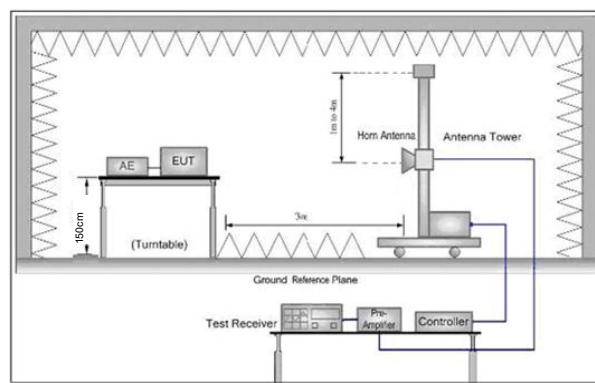 1m to 4m
Horn Antenna
Antenna Tower
AE
EUT
150cm
(Turntable)
3m
Ground Reference Plane
Test Receiver
Pre-
Amplifier
Controller